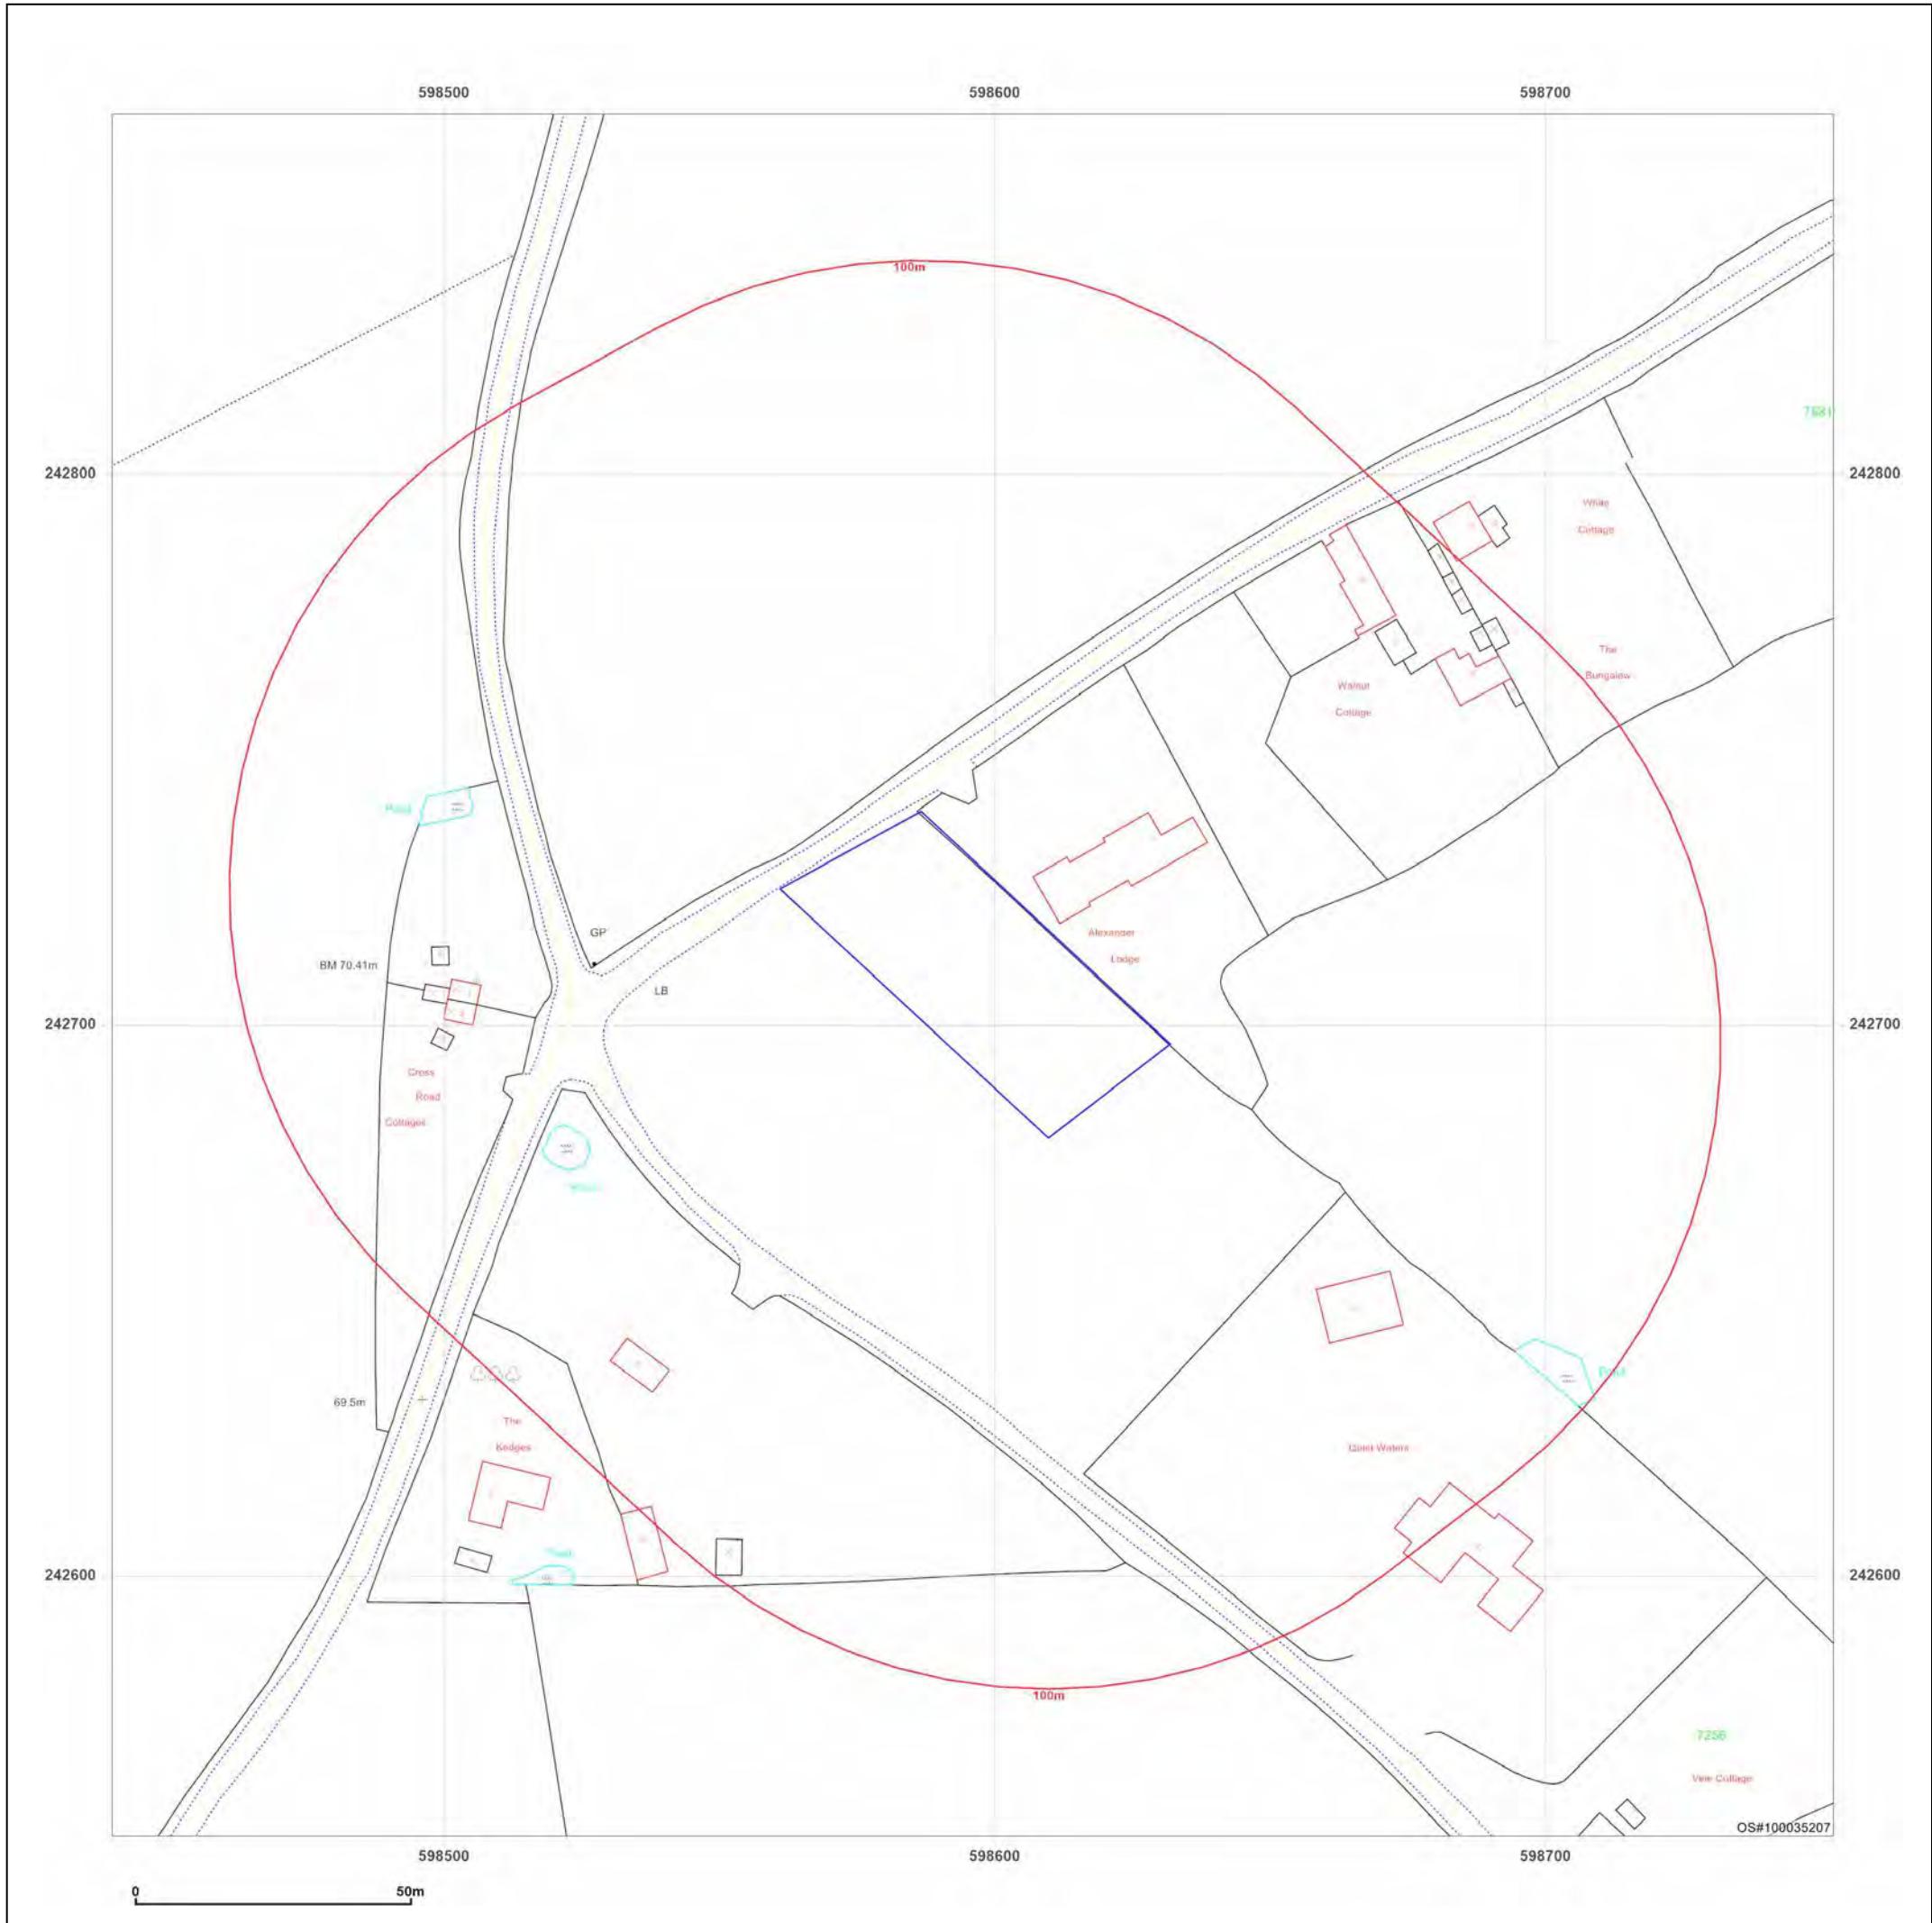 598500
598600
598700
100m
242800
242800
7681
White
Cottage
The
Bungalow
Walnut
Cottage
Pond
GP
BM 70.41m
LB
Alexander
Lodge
242700
242700
Cross
Road
Cottages
Pond
69.5m
The
Kedges
Quiet Waters
Pond
242600
242600
100m
7256
View Cottage
OS#100035207
598500
598600
598700
0
50m